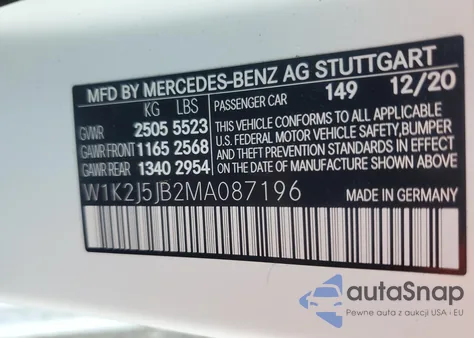 MFD BY MERCEDES-BENZ AG STUTTGART
KG LBS PASSENGER CAR 149 12/20
GVWR 2505 5523 THIS VEHICLE CONFORMS TO ALL APPLICABLE
GAWR FRONT 1165 2568 U.S. FEDERAL MOTOR VEHICLE SAFETY, BUMPER
GAWR REAR 1340 2954 AND THEFT PREVENTION STANDARDS IN EFFECT
ON THE DATE OF MANUFACTURE SHOWN ABOVE.
W1K2J5JB2MA087196 MADE IN GERMANY
autaSnap
Pewne auta z aukcji USA - EU